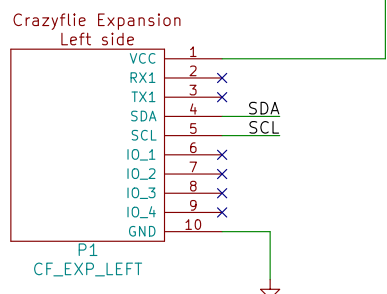 Crazyflie Expansion
Left side
VCC 1
RX1 2
TX1 3
SDA 4 SDA
SCL 5 SCL
IO_1 6
IO_2 7
IO_3 8
IO_4 9
GND 10
P1
CF_EXP_LEFT